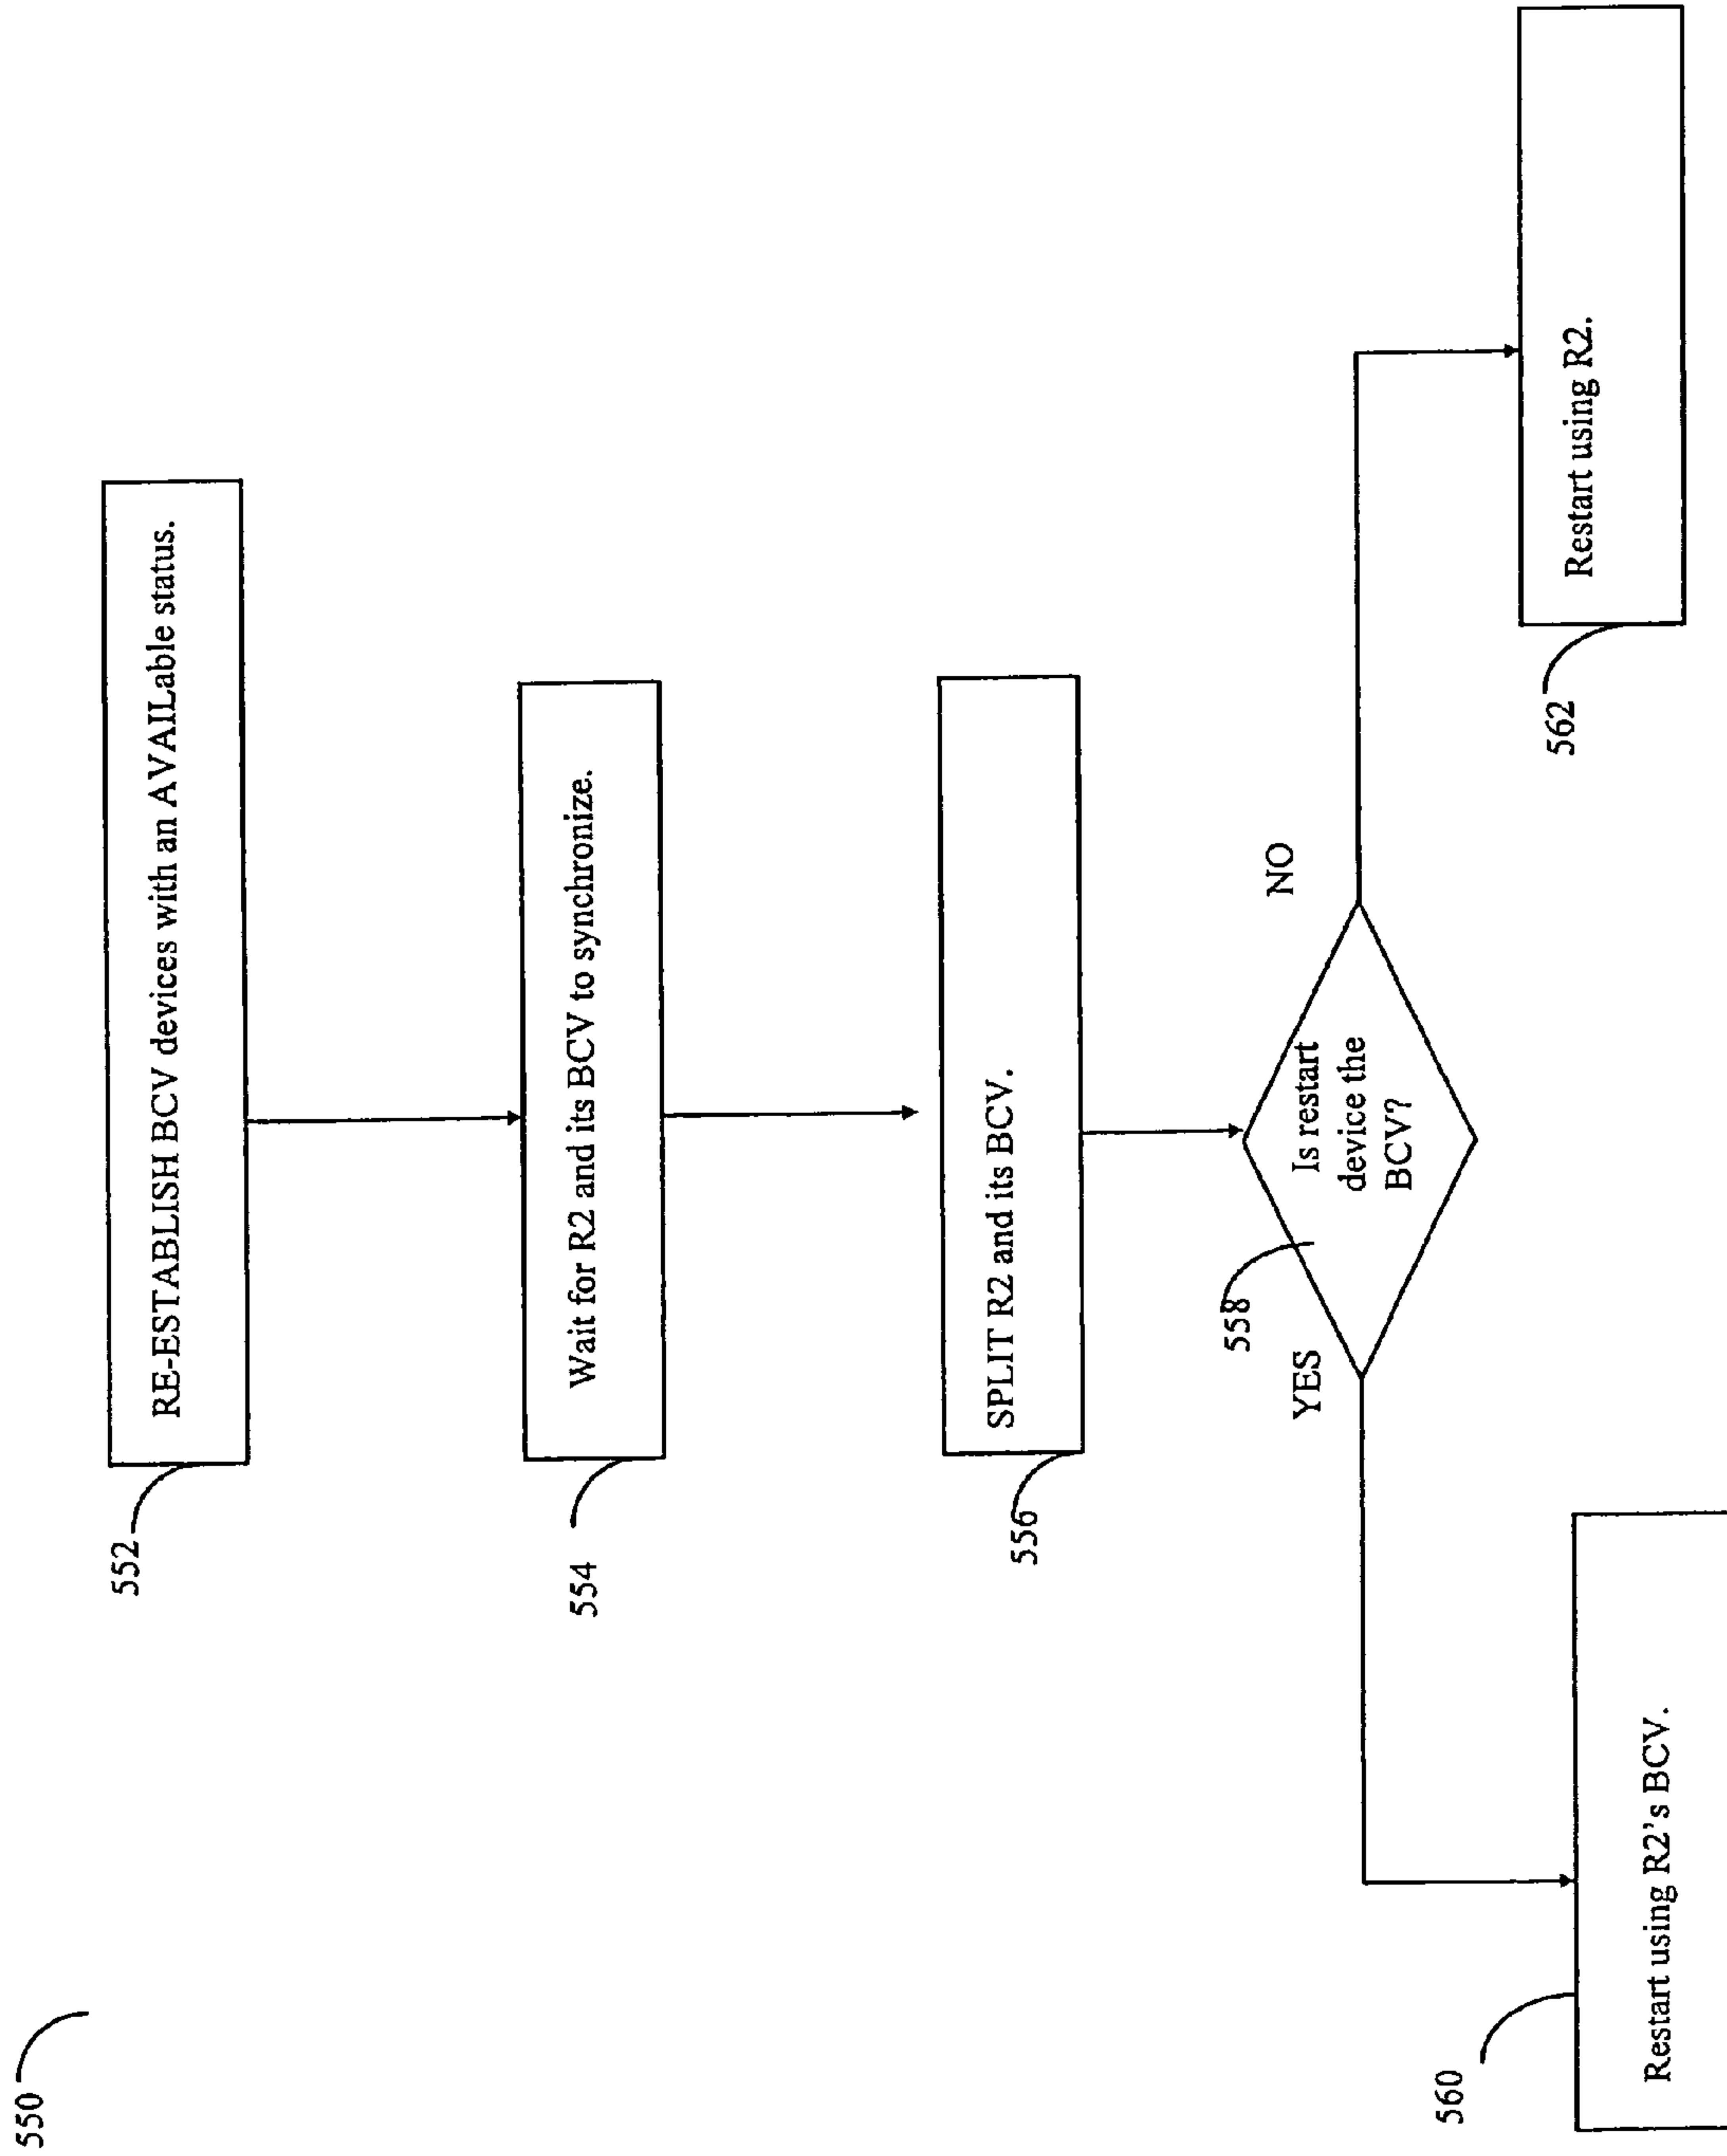 550
552
RE-ESTABLISH BCV devices with an AVAILable status.
554
Wait for R2 and its BCV to synchronize.
556
SPLIT R2 and its BCV.
558
Is restart
device the
BCV?
YES
NO
560
Restart using R2's BCV.
562
Restart using R2.